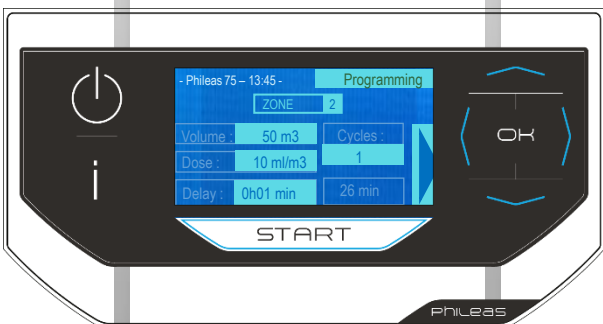 - Phileas 75 – 13:45 -
Programming
ZONE 2
Volume : 50 m3
Cycles :
1
Dose : 10 ml/m3
Delay : 0h01 min
26 min
i
OK
START
PHILEAS